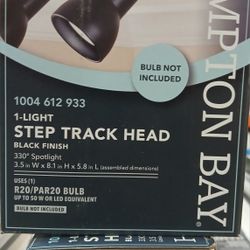 BULB NOT
INCLUDED
1004 612 933
1-LIGHT
STEP TRACK HEAD
BLACK FINISH
330° Spotlight
3.5 in W x 8.1 in H x 5.8 in L (assembled dimensions)
USES (1)
R20/PAR20 BULB
UP TO 50 W OR LED EQUIVALENT
BULB NOT INCLUDED
MPTON BAY